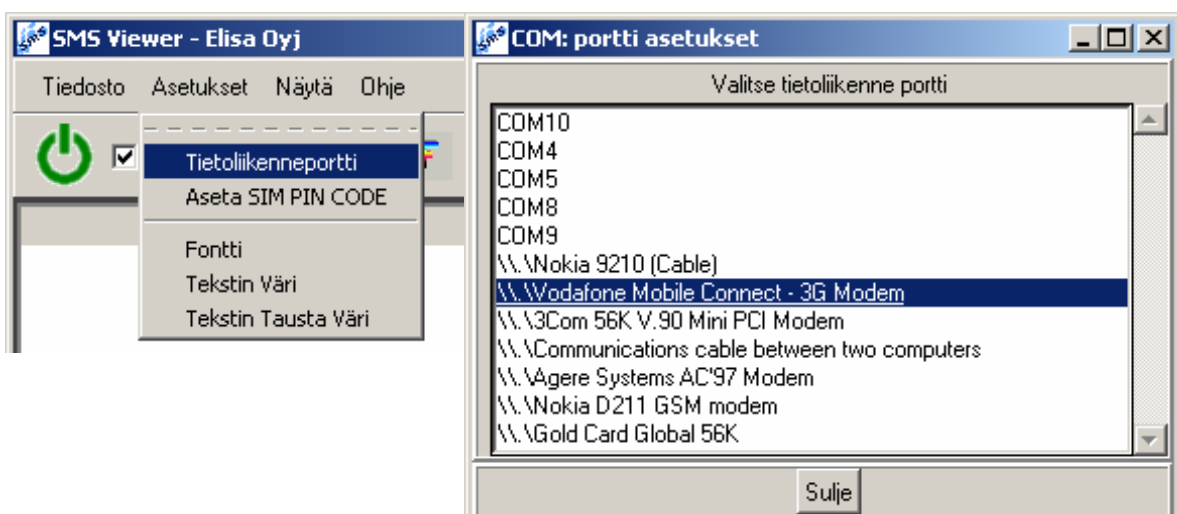 SMS Viewer - Elisa Oyj
Tiedosto Asetukset Näytä Ohje
Tietoliikenneportti
Aseta SIM PIN CODE
Fontti
Tekstin Väri
Tekstin Tausta Väri
COM: portti asetukset
Valitse tietoliikenne portti
COM10
COM4
COM5
COM8
COM9
\\.\Nokia 9210 (Cable)
\\.\Vodafone Mobile Connect - 3G Modem
\\.\3Com 56K V.90 Mini PCI Modem
\\.\Communications cable between two computers
\\.\Agere Systems AC'97 Modem
\\.\Nokia D211 GSM modem
\\.\Gold Card Global 56K
Sulje